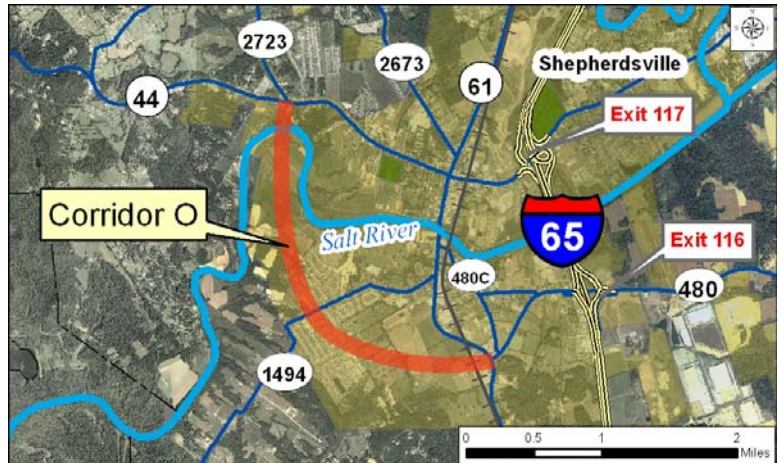 2723
2673
Shepherdsville
44
61
Exit 117
Corridor O
Salt River
65
Exit 116
480C
480
1494
0 0.5 1 2
Miles